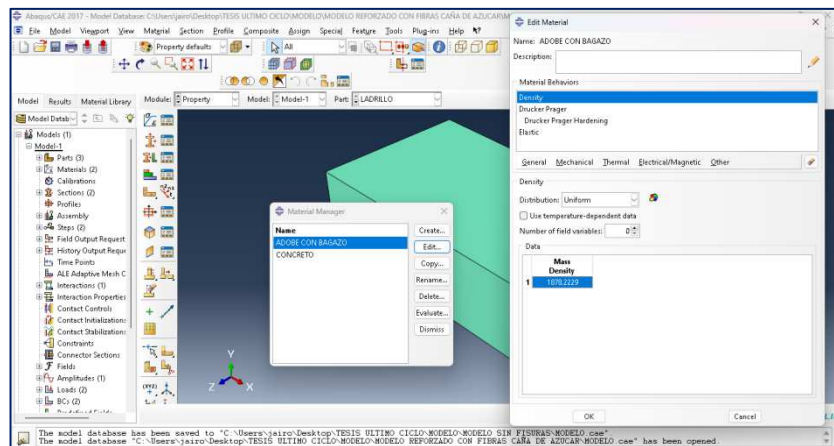 Abaqus/CAE 2017 - Model Database: C:\Users\jairo\Desktop\TESIS ULTIMO CICLO\MODELO\MODELO REFORZADO CON FIBRAS CAÑA DE AZUCAR\M
File Model Viewport View Material Section Profile Composite Assign Special Feature Tools Plug-ins Help
Property defaults All
Model Results Material Library Module: Property Model: Model-1 Part: LADRILLO
Model Datab
Models (1)
Model-1
Parts (3)
Materials (2)
Calibrations
Sections (2)
Profiles
Assembly
Steps (2)
Field Output Request
History Output Reque
Time Points
ALE Adaptive Mesh C
Interactions (1)
Interaction Properties
Contact Controls
Contact Initializations
Contact Stabilizations
Constraints
Connector Sections
Fields
Amplitudes (1)
Loads (2)
BCs (2)
Material Manager
Name
ADOBE CON BAGAZO
CONCRETO
Create...
Edit...
Copy...
Rename...
Delete...
Evaluate...
Dismiss
Y
Z X
Edit Material
Name: ADOBE CON BAGAZO
Description:
Material Behaviors
Density
Drucker Prager
Drucker Prager Hardening
Elastic
General Mechanical Thermal Electrical/Magnetic Other
Density
Distribution: Uniform
Use temperature-dependent data
Number of field variables: 0
Data
Mass
Density
1
OK Cancel
The model database has been saved to "C:\Users\jairo\Desktop\TESIS ULTIMO CICLO\MODELO\MODELO SIN FISURAS\MODELO.cae".
The model database "C:\Users\jairo\Desktop\TESIS ULTIMO CICLO\MODELO\MODELO REFORZADO CON FIBRAS CAÑA DE AZUCAR\MODELO.cae" has been opened.